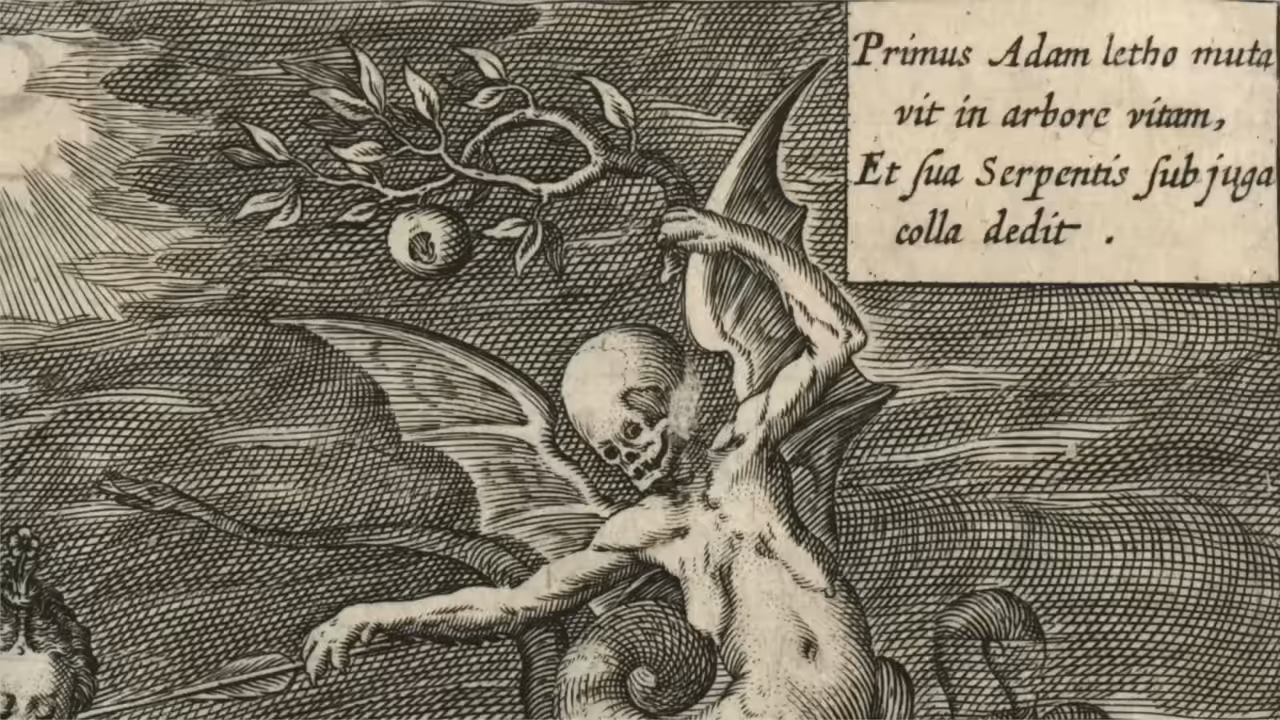 Primus Adam letho muta
vit in arbore vitam,
Et ſua Serpentis ſub juga
colla dedit .